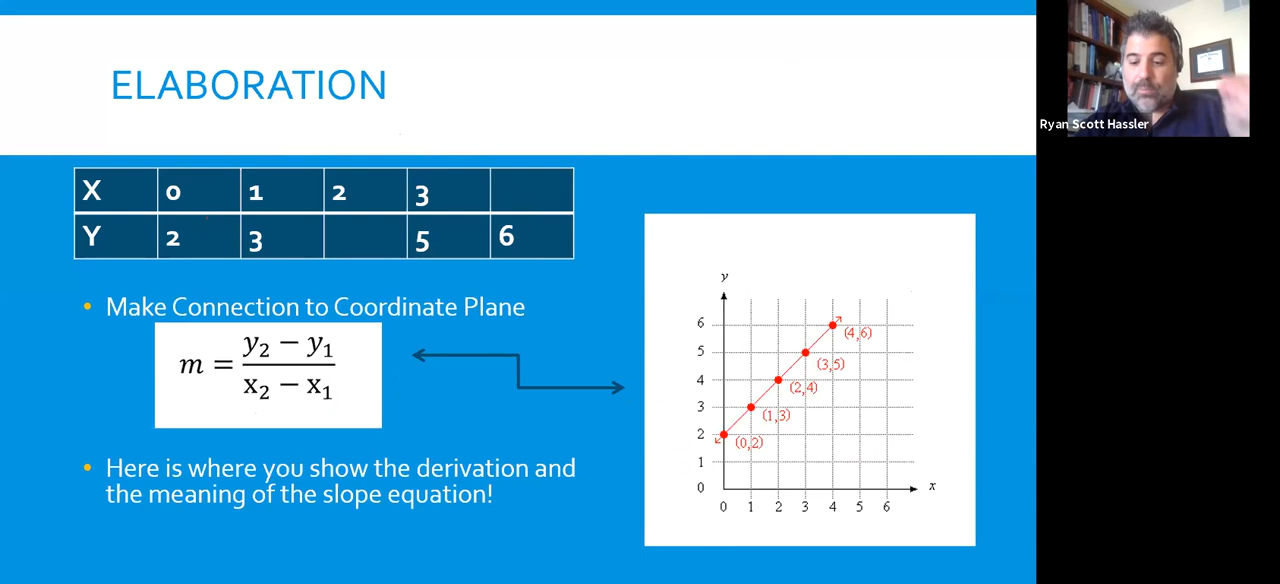 ELABORATION
Ryan Scott Hassler
X 0 1 2 3
Y 2 3 5 6
• Make Connection to Coordinate Plane
m = (y₂ − y₁) / (x₂ − x₁)
• Here is where you show the derivation and
the meaning of the slope equation!
y
6
(4,6)
5
(3,5)
4
(2,4)
3
(1,3)
2
(0,2)
1
0
x
0 1 2 3 4 5 6